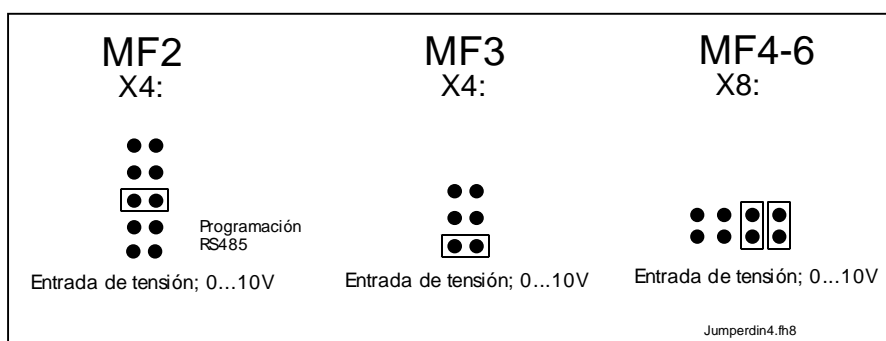 MF2
X4:
MF3
X4:
MF4-6
X8:
Programación
RS485
Entrada de tensión; 0...10V
Entrada de tensión; 0...10V
Entrada de tensión; 0...10V
Jumperdin4.fh8